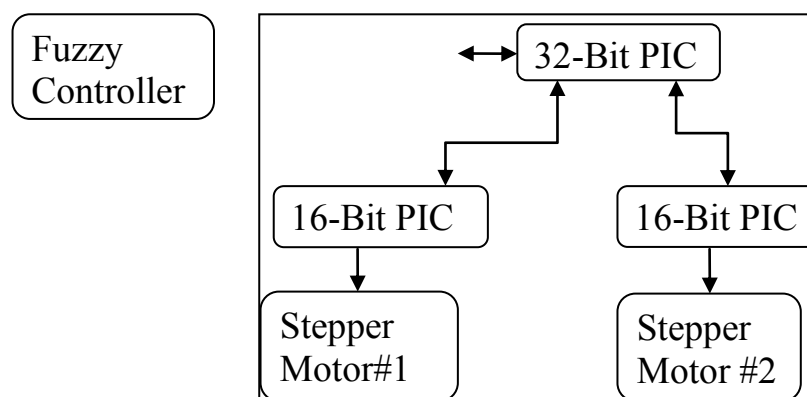 Fuzzy
Controller
32-Bit PIC
16-Bit PIC
16-Bit PIC
Stepper
Motor#1
Stepper
Motor #2